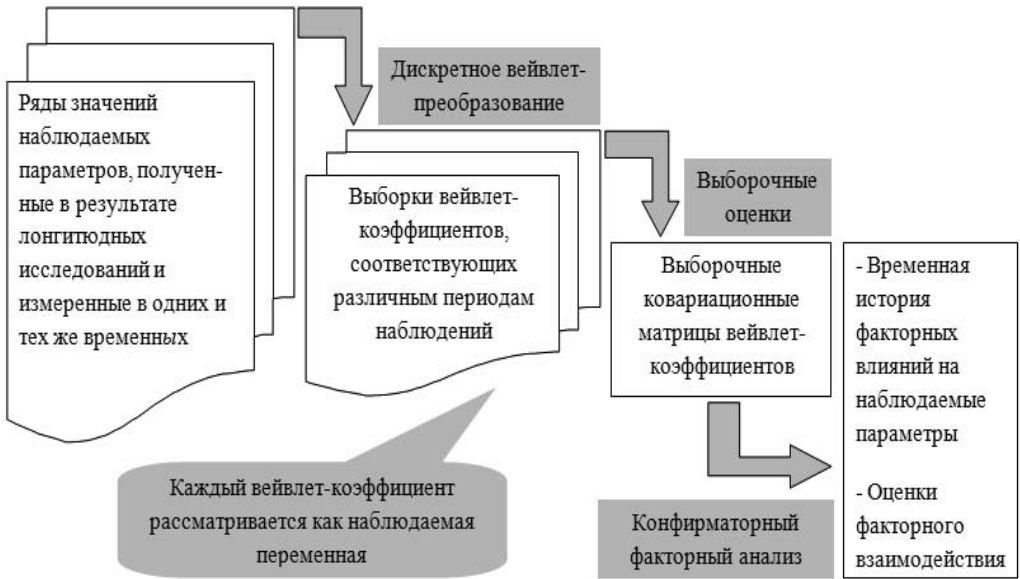 Ряды значений
наблюдаемых
параметров, получен-
ные в результате
лонгитюдных
исследований и
измеренные в одних и
тех же временных
Дискретное вейвлет-
преобразование
Выборки вейвлет-
коэффициентов,
соответствующих
различным периодам
наблюдений
Каждый вейвлет-коэффициент
рассматривается как наблюдаемая
переменная
Выборочные
оценки
Выборочные
ковариационные
матрицы вейвлет-
коэффициентов
Конфирматорный
факторный анализ
- Временная
история
факторных
влияний на
наблюдаемые
параметры
- Оценки
факторного
взаимодействия